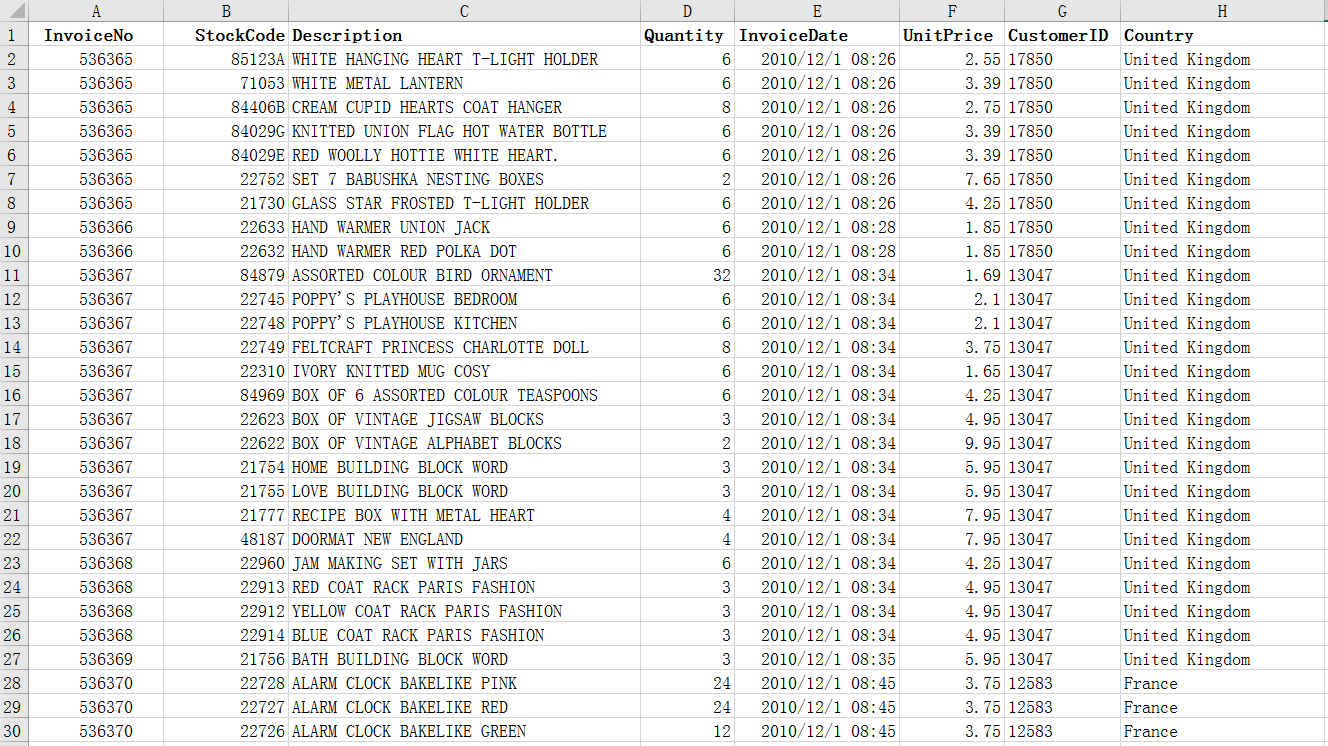 A B C D E F G H
1 InvoiceNo StockCode Description Quantity InvoiceDate UnitPrice CustomerID Country
2 536365 85123A WHITE HANGING HEART T-LIGHT HOLDER 6 2010/12/1 08:26 2.55 17850 United Kingdom
3 536365 71053 WHITE METAL LANTERN 6 2010/12/1 08:26 3.39 17850 United Kingdom
4 536365 84406B CREAM CUPID HEARTS COAT HANGER 8 2010/12/1 08:26 2.75 17850 United Kingdom
5 536365 84029G KNITTED UNION FLAG HOT WATER BOTTLE 6 2010/12/1 08:26 3.39 17850 United Kingdom
6 536365 84029E RED WOOLLY HOTTIE WHITE HEART. 6 2010/12/1 08:26 3.39 17850 United Kingdom
7 536365 22752 SET 7 BABUSHKA NESTING BOXES 2 2010/12/1 08:26 7.65 17850 United Kingdom
8 536365 21730 GLASS STAR FROSTED T-LIGHT HOLDER 6 2010/12/1 08:26 4.25 17850 United Kingdom
9 536366 22633 HAND WARMER UNION JACK 6 2010/12/1 08:28 1.85 17850 United Kingdom
10 536366 22632 HAND WARMER RED POLKA DOT 6 2010/12/1 08:28 1.85 17850 United Kingdom
11 536367 84879 ASSORTED COLOUR BIRD ORNAMENT 32 2010/12/1 08:34 1.69 13047 United Kingdom
12 536367 22745 POPPY'S PLAYHOUSE BEDROOM 6 2010/12/1 08:34 2.1 13047 United Kingdom
13 536367 22748 POPPY'S PLAYHOUSE KITCHEN 6 2010/12/1 08:34 2.1 13047 United Kingdom
14 536367 22749 FELTCRAFT PRINCESS CHARLOTTE DOLL 8 2010/12/1 08:34 3.75 13047 United Kingdom
15 536367 22310 IVORY KNITTED MUG COSY 6 2010/12/1 08:34 1.65 13047 United Kingdom
16 536367 84969 BOX OF 6 ASSORTED COLOUR TEASPOONS 6 2010/12/1 08:34 4.25 13047 United Kingdom
17 536367 22623 BOX OF VINTAGE JIGSAW BLOCKS 3 2010/12/1 08:34 4.95 13047 United Kingdom
18 536367 22622 BOX OF VINTAGE ALPHABET BLOCKS 2 2010/12/1 08:34 9.95 13047 United Kingdom
19 536367 21754 HOME BUILDING BLOCK WORD 3 2010/12/1 08:34 5.95 13047 United Kingdom
20 536367 21755 LOVE BUILDING BLOCK WORD 3 2010/12/1 08:34 5.95 13047 United Kingdom
21 536367 21777 RECIPE BOX WITH METAL HEART 4 2010/12/1 08:34 7.95 13047 United Kingdom
22 536367 48187 DOORMAT NEW ENGLAND 4 2010/12/1 08:34 7.95 13047 United Kingdom
23 536368 22960 JAM MAKING SET WITH JARS 6 2010/12/1 08:34 4.25 13047 United Kingdom
24 536368 22913 RED COAT RACK PARIS FASHION 3 2010/12/1 08:34 4.95 13047 United Kingdom
25 536368 22912 YELLOW COAT RACK PARIS FASHION 3 2010/12/1 08:34 4.95 13047 United Kingdom
26 536368 22914 BLUE COAT RACK PARIS FASHION 3 2010/12/1 08:34 4.95 13047 United Kingdom
27 536369 21756 BATH BUILDING BLOCK WORD 3 2010/12/1 08:35 5.95 13047 United Kingdom
28 536370 22728 ALARM CLOCK BAKELIKE PINK 24 2010/12/1 08:45 3.75 12583 France
29 536370 22727 ALARM CLOCK BAKELIKE RED 24 2010/12/1 08:45 3.75 12583 France
30 536370 22726 ALARM CLOCK BAKELIKE GREEN 12 2010/12/1 08:45 3.75 12583 France